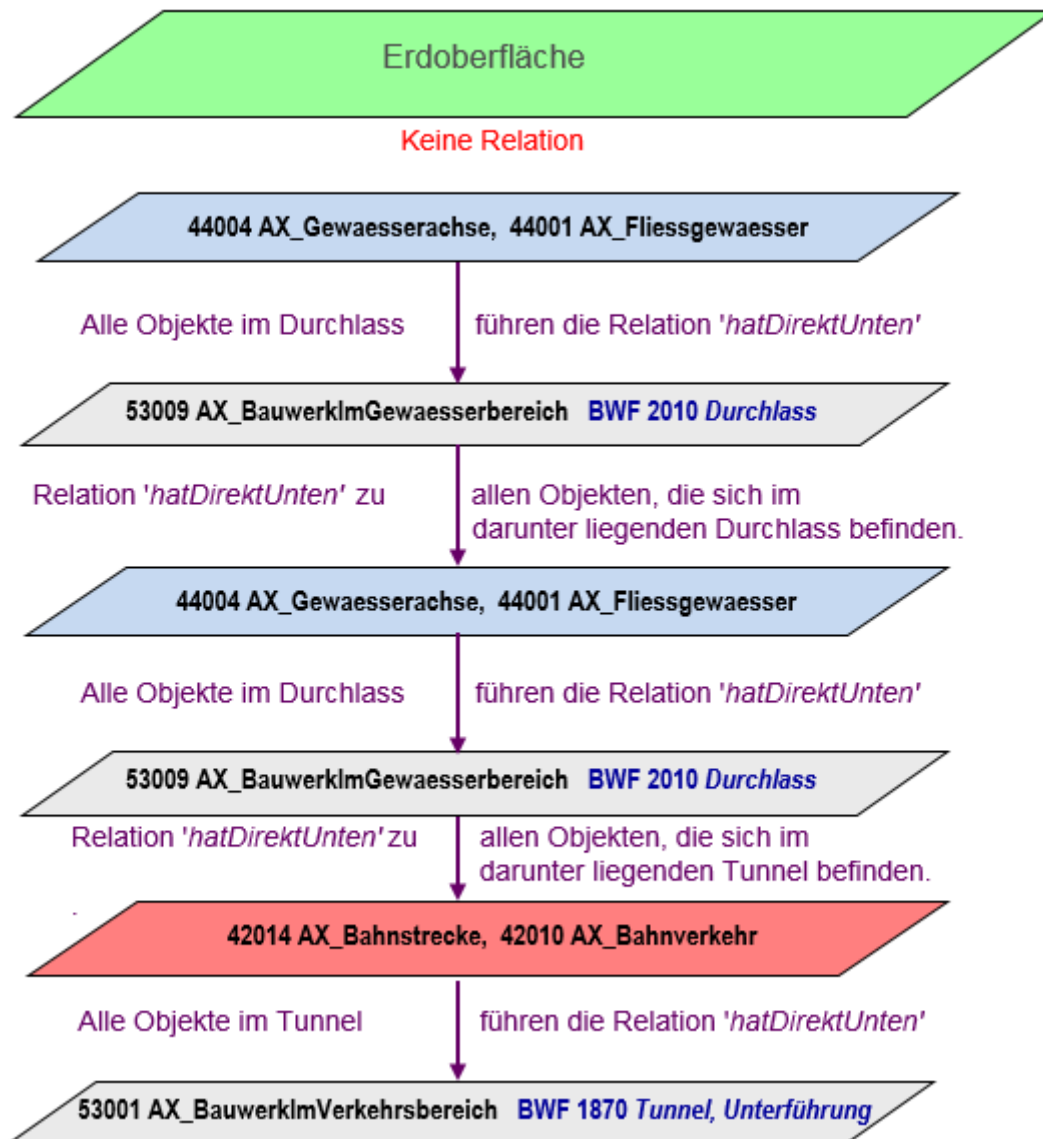 Erdoberfläche
Keine Relation
44004 AX_Gewaesserachse, 44001 AX_Fliessgewaesser
Alle Objekte im Durchlass führen die Relation 'hatDirektUnten'
53009 AX_BauwerkImGewaesserbereich BWF 2010 Durchlass
Relation 'hatDirektUnten' zu allen Objekten, die sich im
darunter liegenden Durchlass befinden.
44004 AX_Gewaesserachse, 44001 AX_Fliessgewaesser
Alle Objekte im Durchlass führen die Relation 'hatDirektUnten'
53009 AX_BauwerkImGewaesserbereich BWF 2010 Durchlass
Relation 'hatDirektUnten' zu allen Objekten, die sich im
darunter liegenden Tunnel befinden.
.
42014 AX_Bahnstrecke, 42010 AX_Bahnverkehr
Alle Objekte im Tunnel führen die Relation 'hatDirektUnten'
53001 AX_BauwerkImVerkehrsbereich BWF 1870 Tunnel, Unterführung